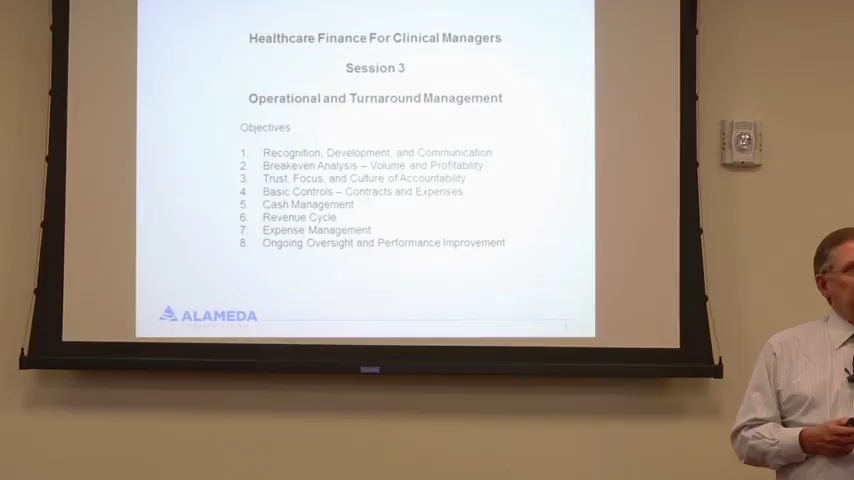 Healthcare Finance For Clinical Managers
Session 3
Operational and Turnaround Management
Objectives
1. Recognition, Development, and Communication
2. Breakeven Analysis – Volume and Profitability
3. Trust, Focus, and Culture of Accountability
4. Basic Controls – Contracts and Expenses
5. Cash Management
6. Revenue Cycle
7. Expense Management
8. Ongoing Oversight and Performance Improvement
ALAMEDA
HEALTH SYSTEM